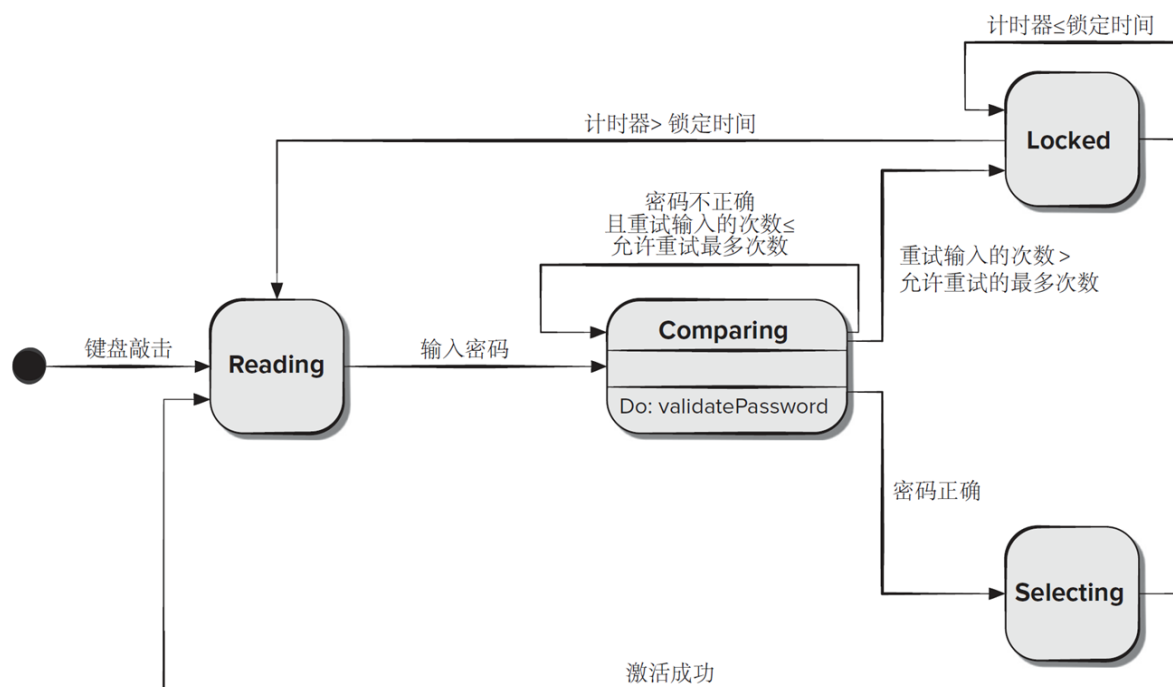 计时器≤锁定时间
计时器> 锁定时间
Locked
密码不正确
且重试输入的次数≤
允许重试最多次数
重试输入的次数 >
允许重试的最多次数
Comparing
键盘敲击
Reading
输入密码
Do: validatePassword
密码正确
Selecting
激活成功